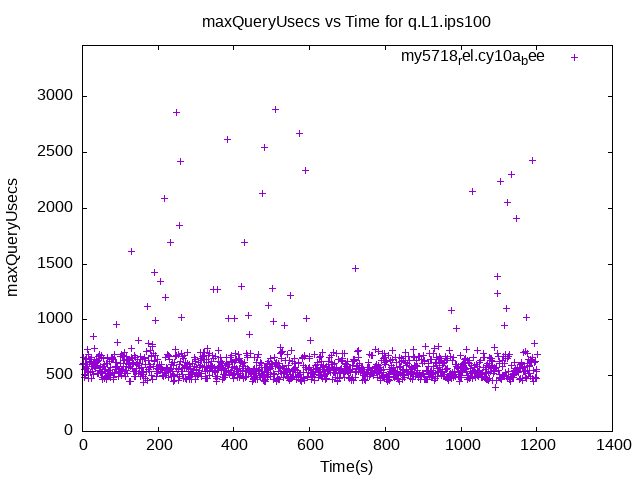 maxQueryUsecs vs Time for q.L1.ips100
my5718rel.cy10abee
maxQueryUsecs
3000
2500
2000
1500
1000
500
0
0 200 400 600 800 1000 1200 1400
Time(s)